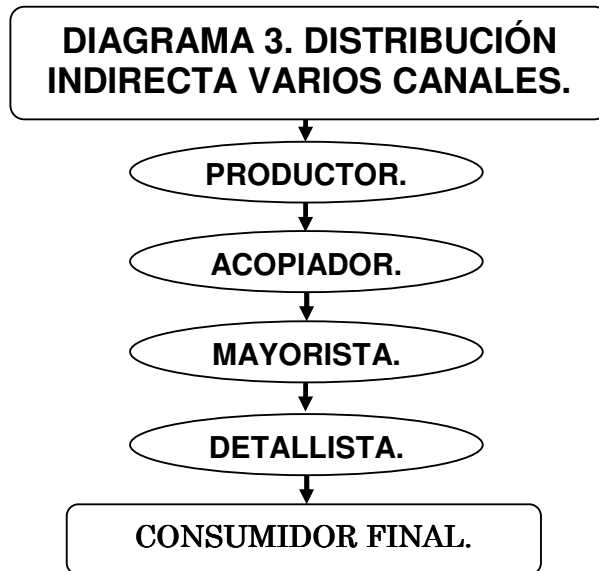 DIAGRAMA 3. DISTRIBUCIÓN
INDIRECTA VARIOS CANALES.
PRODUCTOR.
ACOPIADOR.
MAYORISTA.
DETALLISTA.
CONSUMIDOR FINAL.